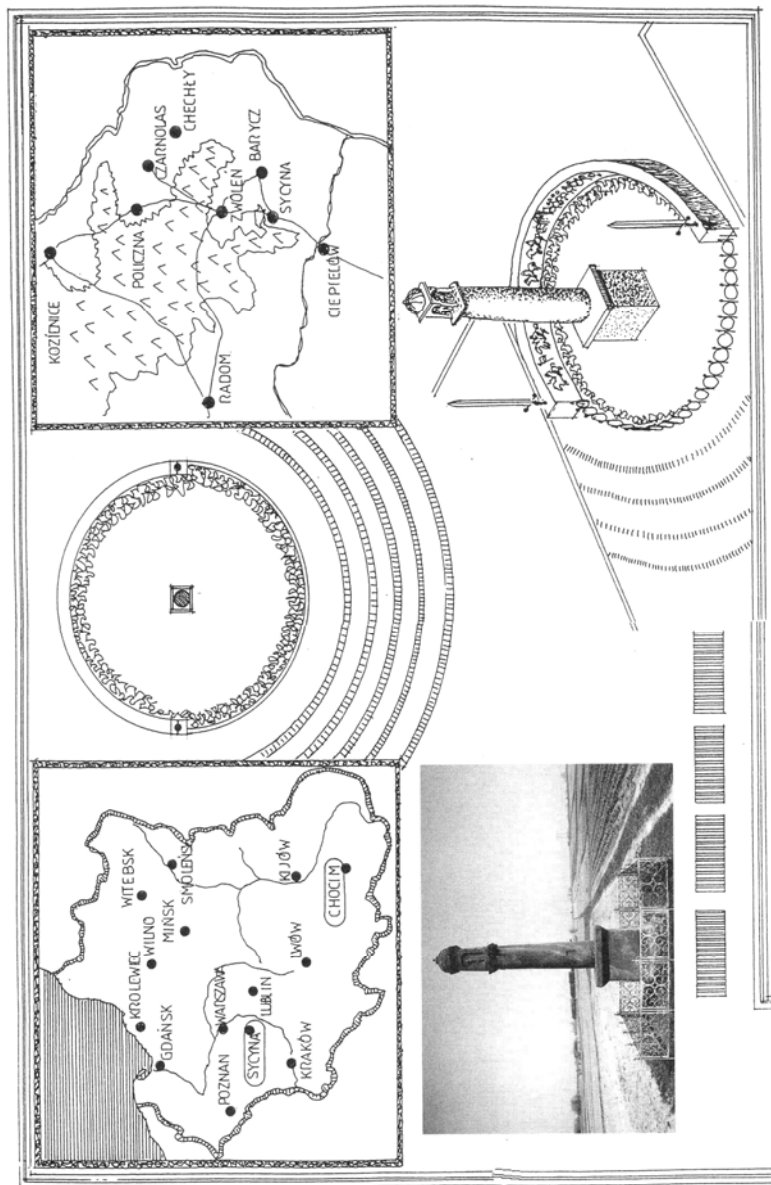 WITEBSK
KRÓLEWIEC
WILNO
GDAŃSK
MIŃSK
SMOLEŃSK
WARSZAWA
POZNAŃ
LUBLIN
SYCYNA
KIJÓW
LWÓW
KRAKÓW
CHOCIM
KOZIENICE
CZARNOLAS
CHECHŁY
POLICZNA
RADOM
ZWOLEŃ
BARYCZ
SYCYNA
CIEPIELÓW